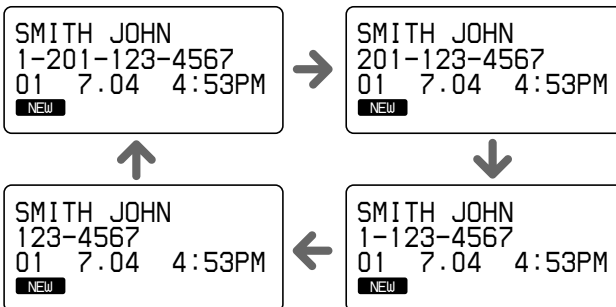 SMITH JOHN
1-201-123-4567
01 7.04 4:53PM
NEW
SMITH JOHN
201-123-4567
01 7.04 4:53PM
NEW
SMITH JOHN
123-4567
01 7.04 4:53PM
NEW
SMITH JOHN
1-123-4567
01 7.04 4:53PM
NEW